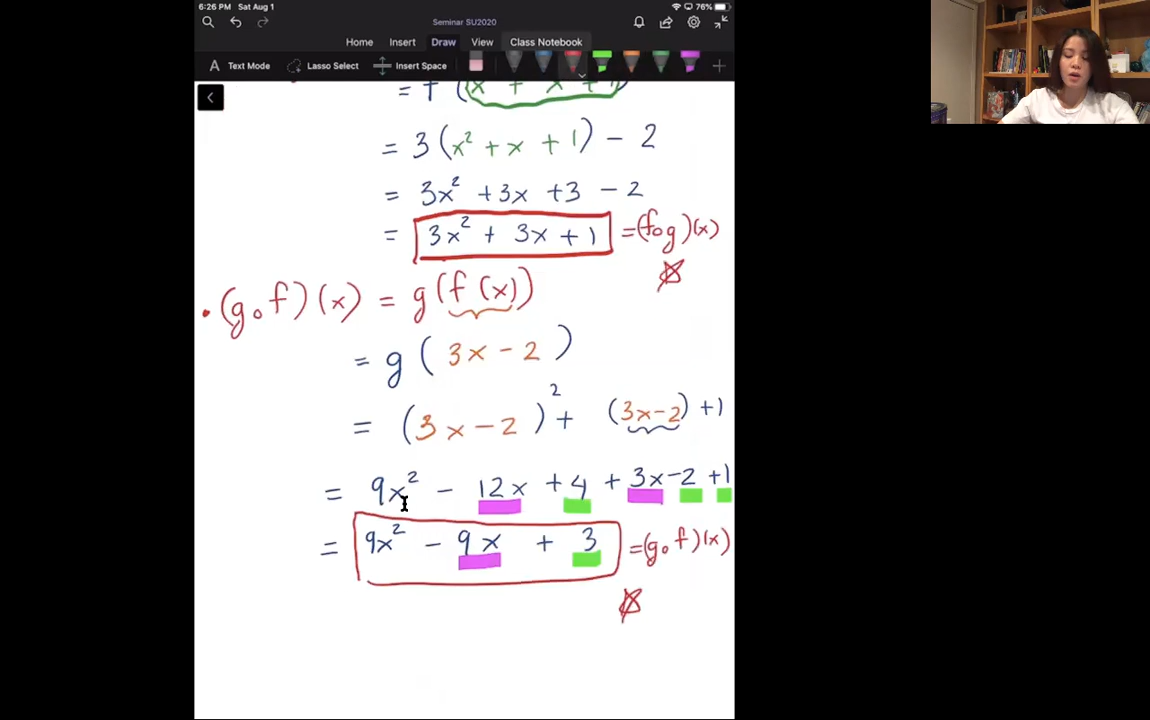 6:26 PM Sat Aug 1
76%
Seminar SU2020
Home Insert Draw View Class Notebook
A Text Mode Lasso Select Insert Space
= 3(x² + x + 1) - 2
= 3x² + 3x + 3 - 2
= 3x² + 3x + 1 = (f∘g)(x)
• (g∘f)(x) = g(f(x))
= g(3x - 2)
= (3x - 2)² + (3x - 2) + 1
= 9x² - 12x + 4 + 3x - 2 + 1
= 9x² - 9x + 3 = (g∘f)(x)